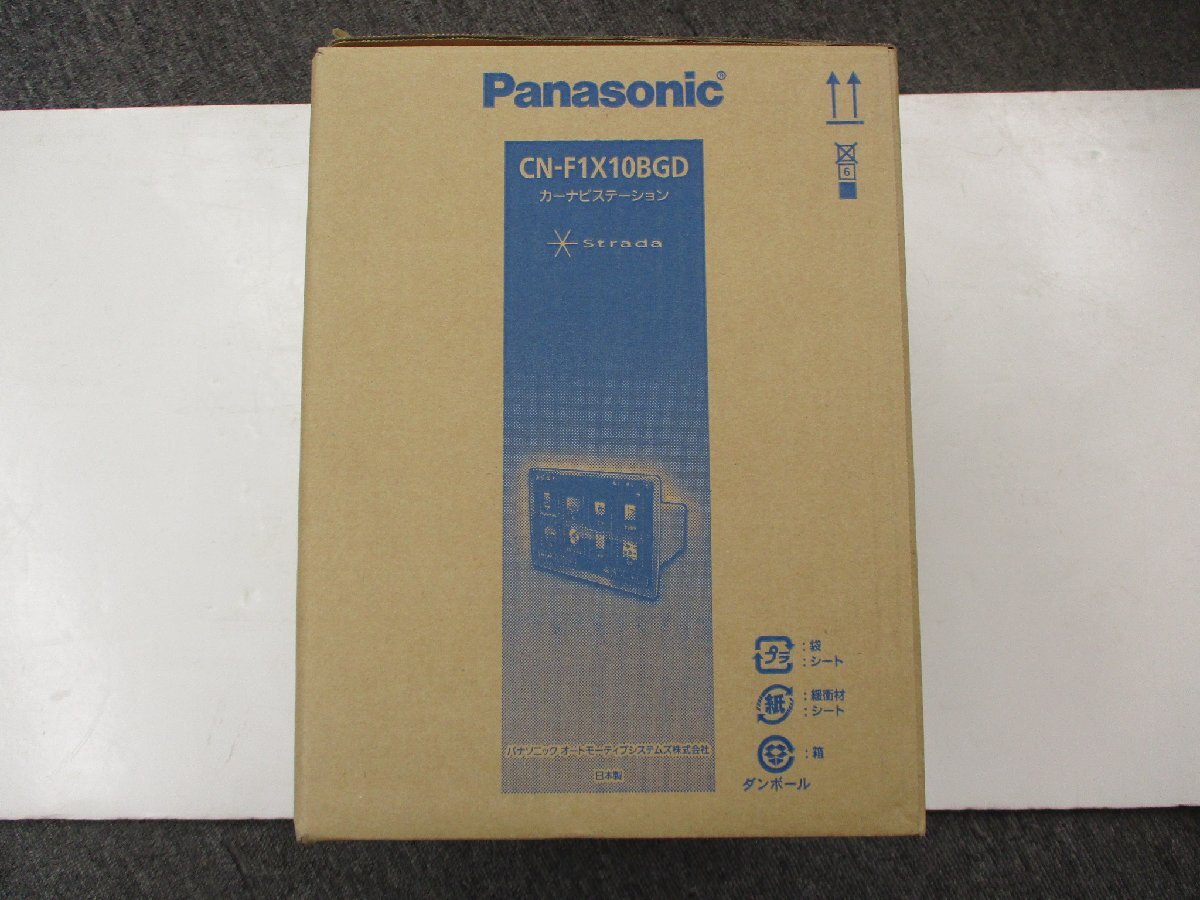 Panasonic®
CN-F1X10BGD
カーナビステーション
Strada
6
プラ
:袋
:シート
紙
:緩衝材
:シート
:箱
ダンボール
パナソニック オートモーティブシステムズ株式会社
日本製